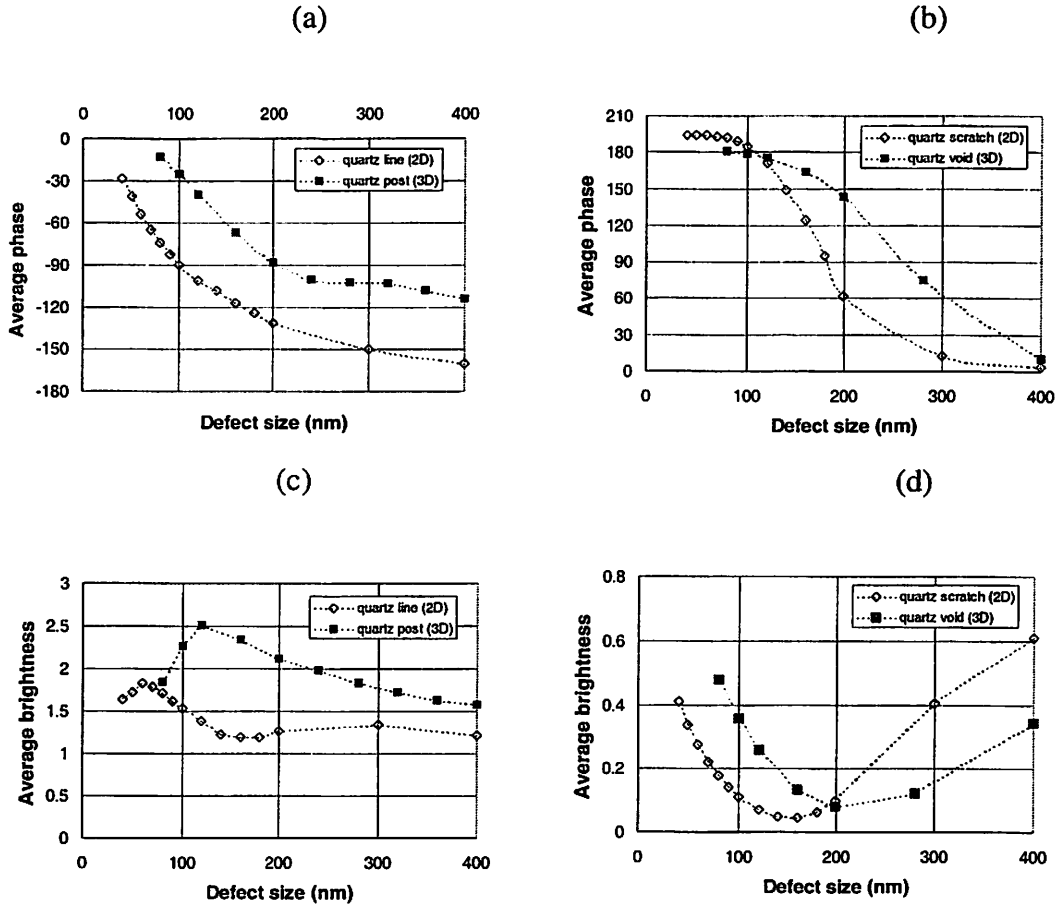 (a)
(b)
0 100 200 300 400
0
-30
-60
-90
-120
-150
-180
Average phase
quartz line (2D)
quartz post (3D)
Defect size (nm)
210
180
150
120
90
60
30
0
Average phase
quartz scratch (2D)
quartz void (3D)
0 100 200 300 400
Defect size (nm)
(c)
(d)
3
2.5
2
1.5
1
0.5
0
Average brightness
quartz line (2D)
quartz post (3D)
0 100 200 300 400
Defect size (nm)
0.8
0.6
0.4
0.2
0
Average brightness
quartz scratch (2D)
quartz void (3D)
0 100 200 300 400
Defect size (nm)